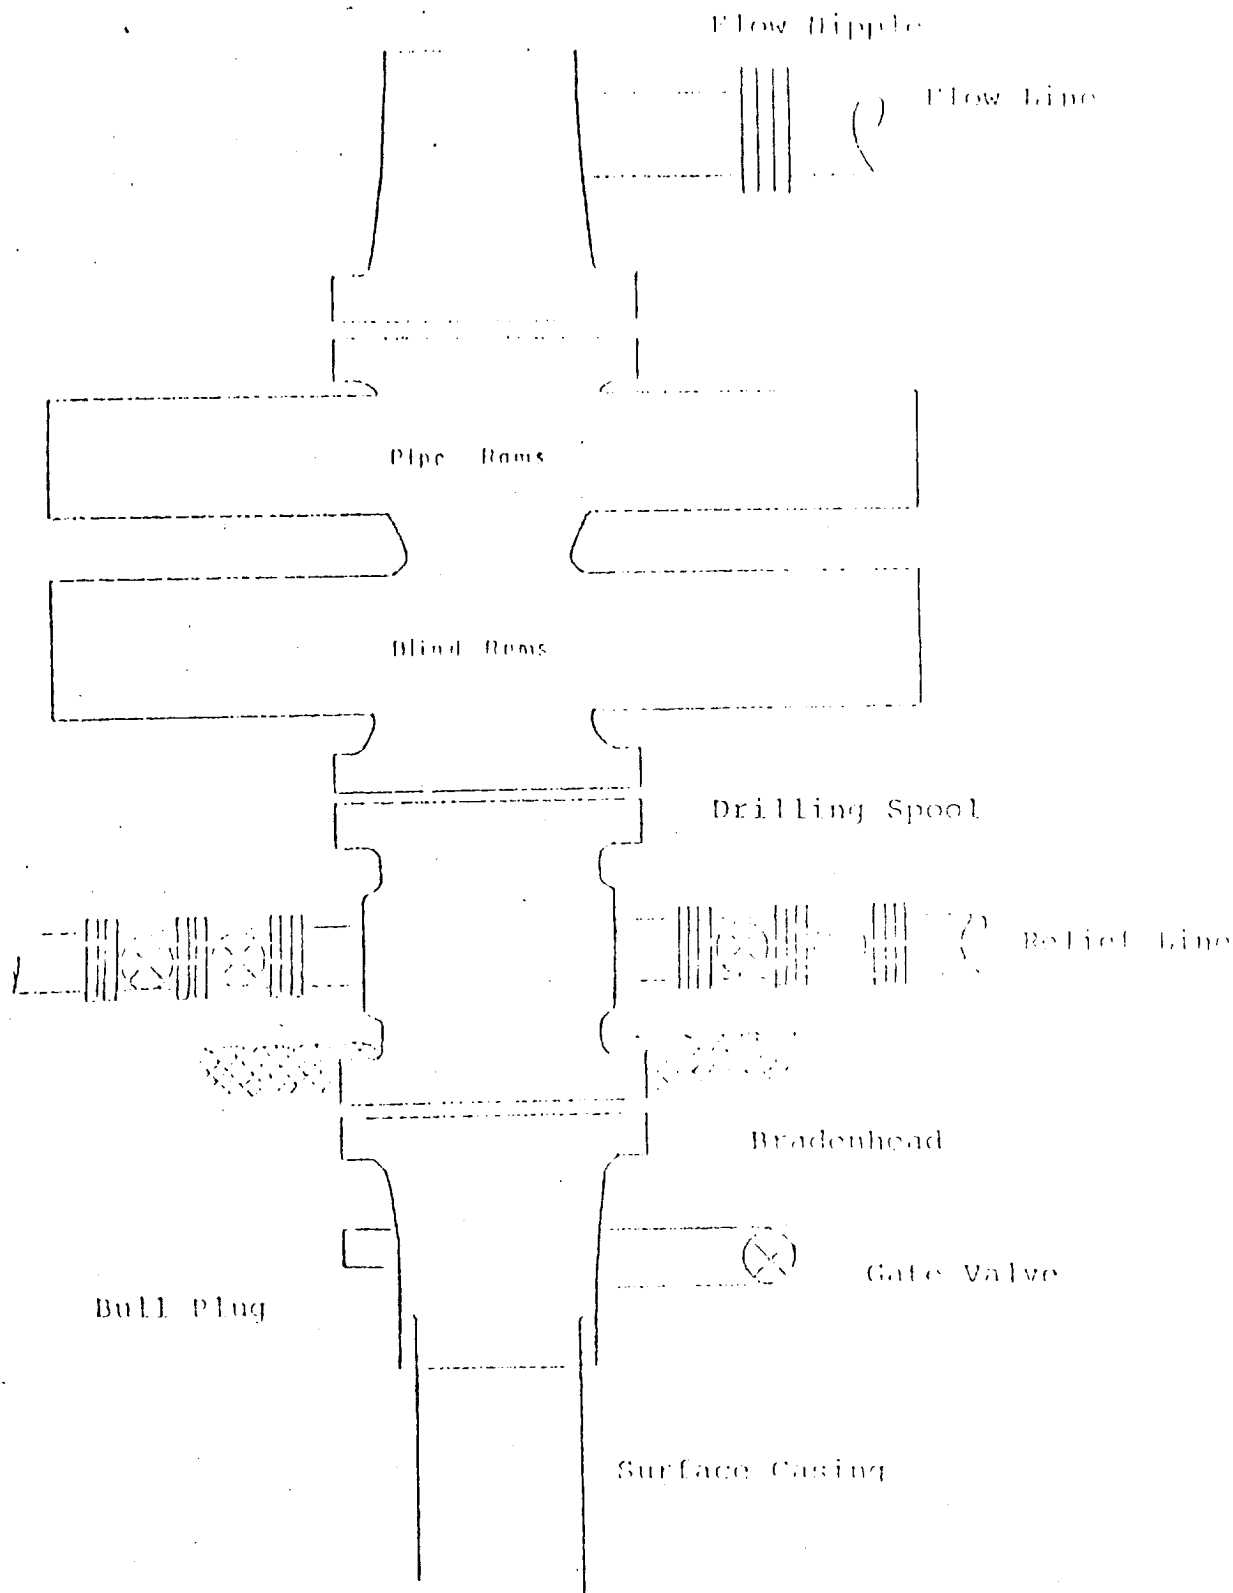 Flow Nipple
Flow Line
Pipe Rams
Blind Rams
Drilling Spool
Relief Line
Bradenhead
Gate Valve
Bull Plug
Surface Casing